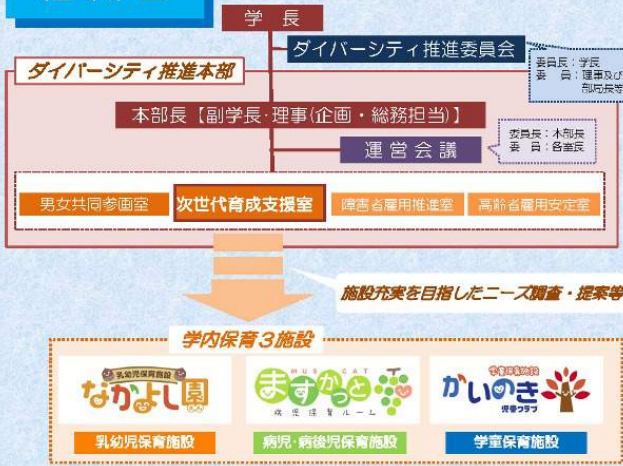 学 長
ダイバーシティ推進委員会
委員長：学長
委　員：理事及び
部局長等
ダイバーシティ推進本部
本部長【副学長・理事(企画・総務担当)】
運営会議
委員長：本部長
委　員：各室長
男女共同参画室
次世代育成支援室
障害者雇用推進室
高齢者雇用安定室
施設充実を目指したニーズ調査・提案等
学内保育３施設
乳幼児保育施設
なかよし園
MUSCAT
ますかっと
病児保育ルーム
学童保育施設
かいのき
児童クラブ
乳幼児保育施設
病児・病後児保育施設
学童保育施設